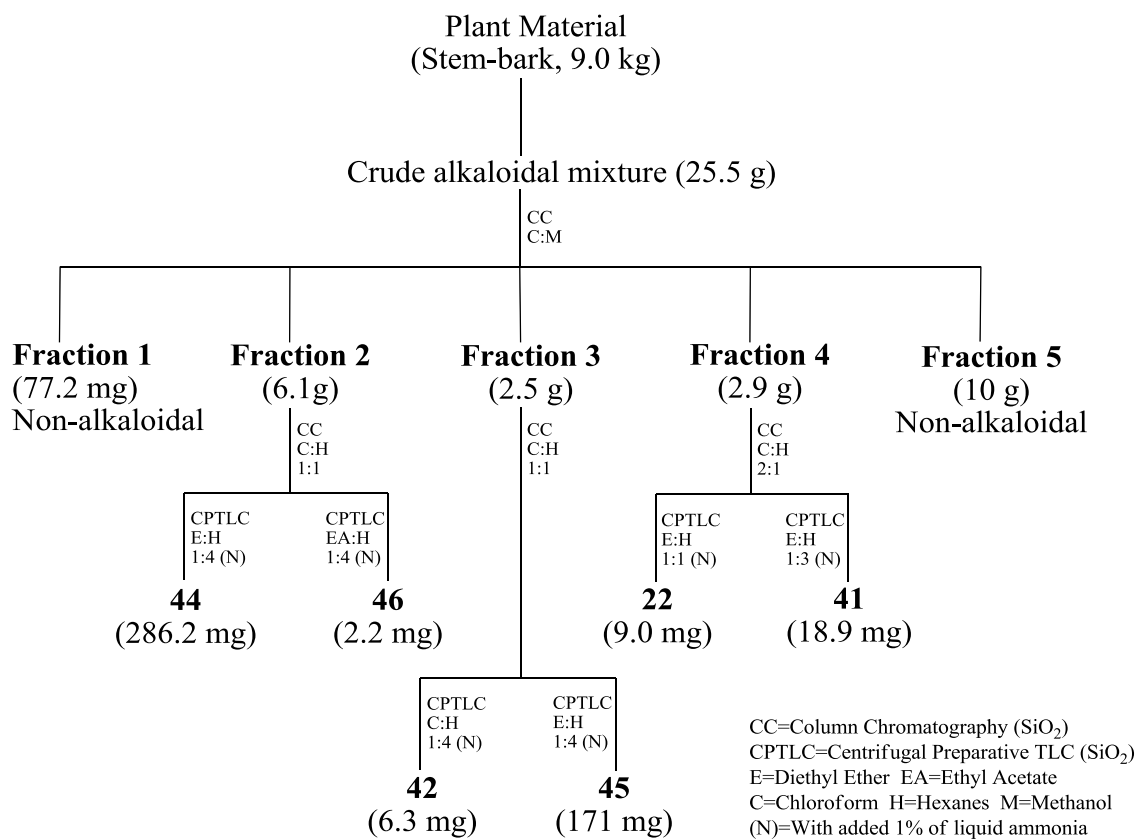 Plant Material
(Stem-bark, 9.0 kg)
Crude alkaloidal mixture (25.5 g)
CC
C:M
Fraction 1
(77.2 mg)
Non-alkaloidal
Fraction 2
(6.1g)
Fraction 3
(2.5 g)
Fraction 4
(2.9 g)
Fraction 5
(10 g)
Non-alkaloidal
CC
C:H
1:1
CC
C:H
1:1
CC
C:H
2:1
CPTLC
E:H
1:4 (N)
CPTLC
EA:H
1:4 (N)
CPTLC
E:H
1:1 (N)
CPTLC
E:H
1:3 (N)
44
(286.2 mg)
46
(2.2 mg)
22
(9.0 mg)
41
(18.9 mg)
CPTLC
C:H
1:4 (N)
CPTLC
E:H
1:4 (N)
42
(6.3 mg)
45
(171 mg)
CC=Column Chromatography (SiO₂)
CPTLC=Centrifugal Preparative TLC (SiO₂)
E=Diethyl Ether EA=Ethyl Acetate
C=Chloroform H=Hexanes M=Methanol
(N)=With added 1% of liquid ammonia